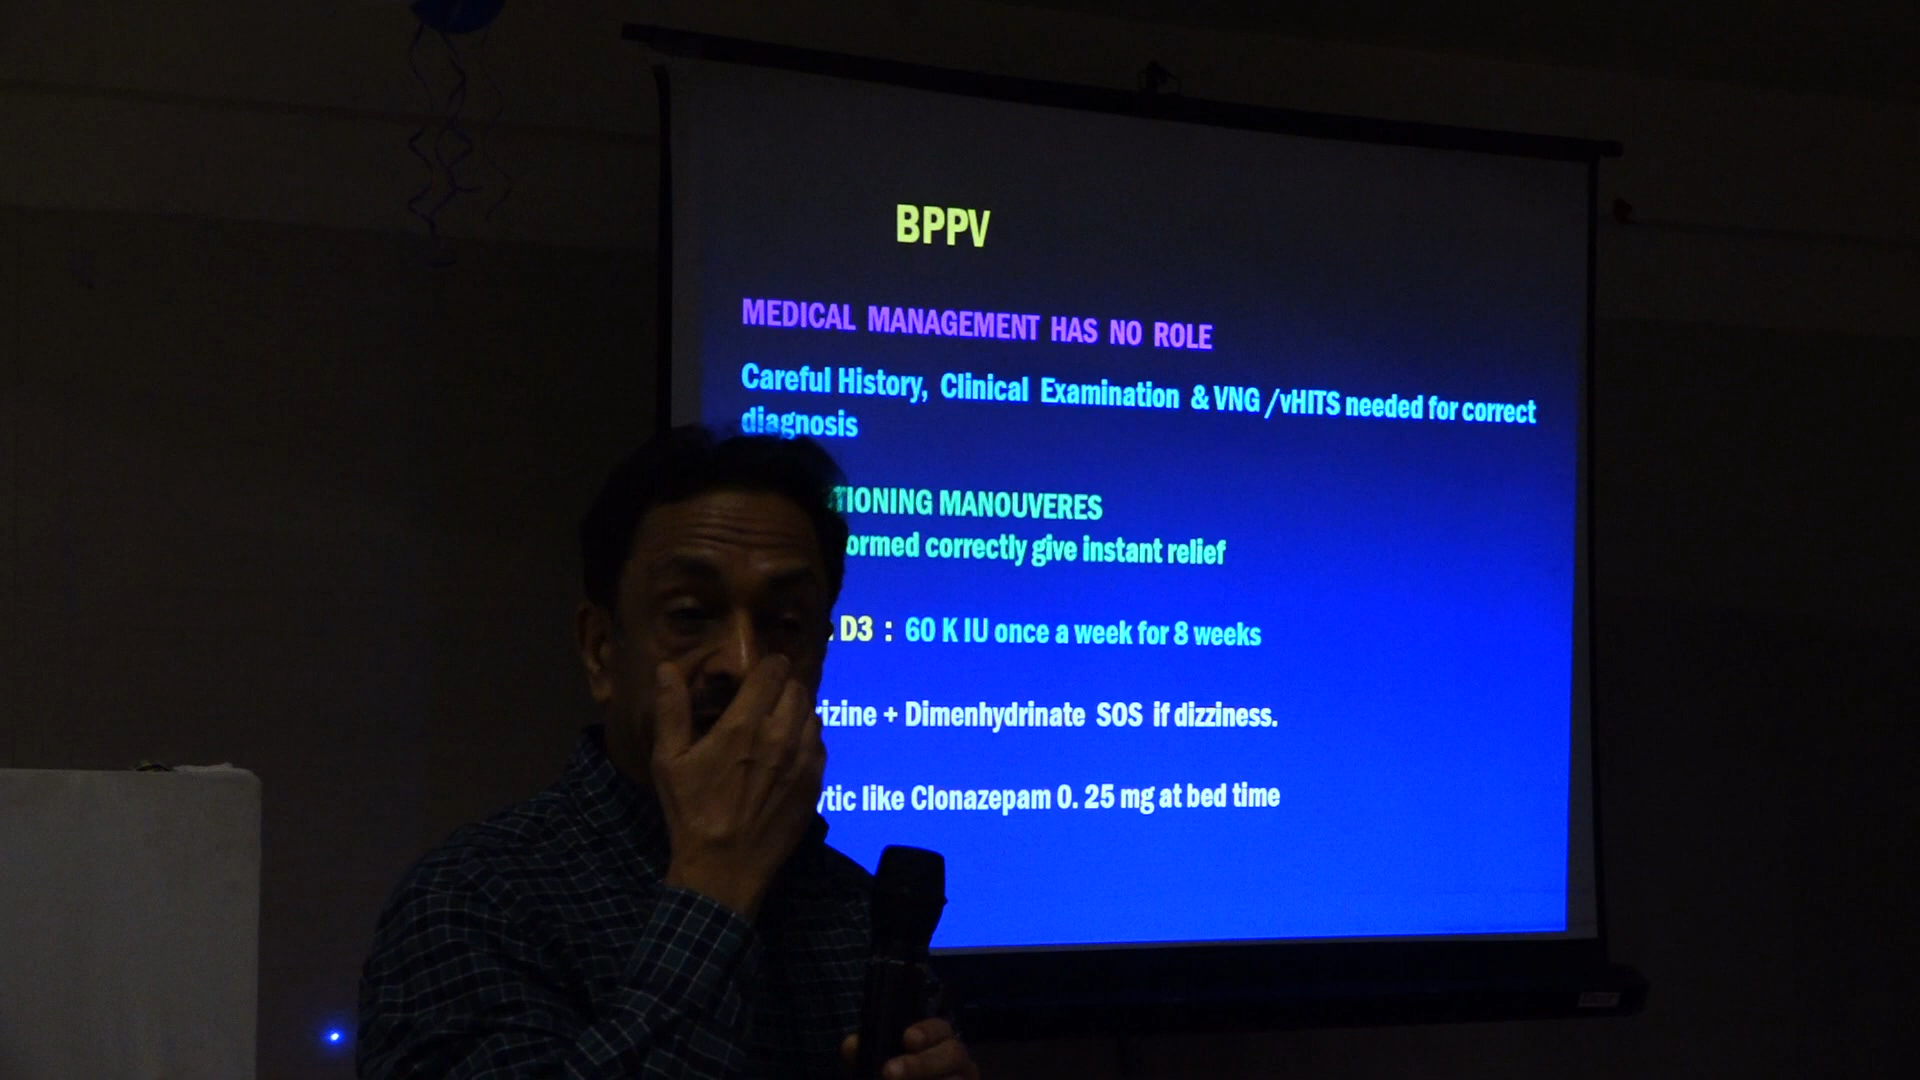 BPPV
MEDICAL MANAGEMENT HAS NO ROLE
Careful History, Clinical Examination & VNG /vHITS needed for correct
diagnosis
TIONING MANOUVERES
ormed correctly give instant relief
D3 : 60 K IU once a week for 8 weeks
rizine + Dimenhydrinate SOS if dizziness.
ytic like Clonazepam 0. 25 mg at bed time